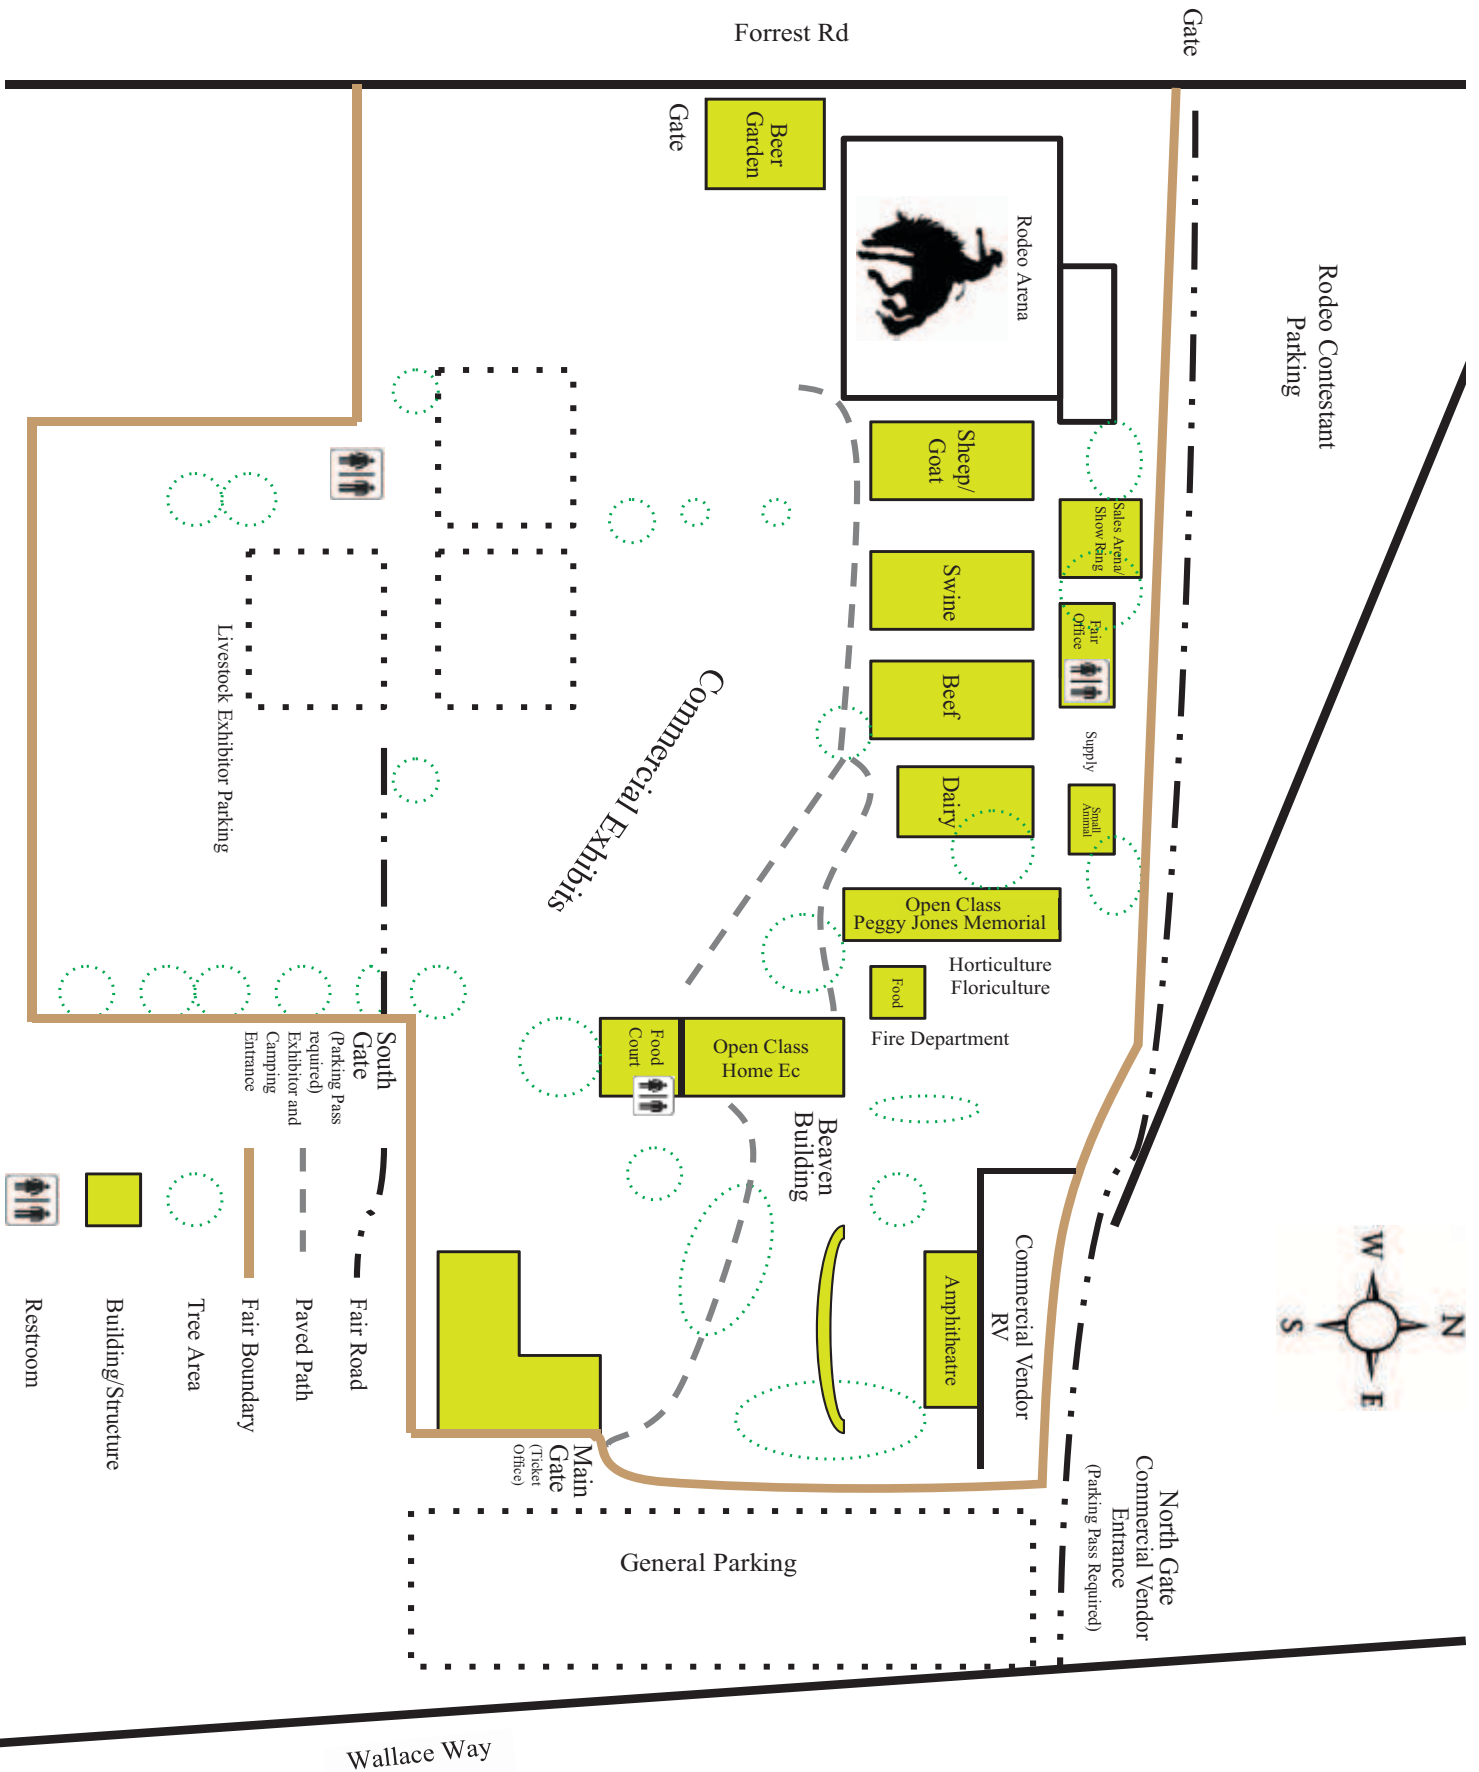 Forrest Rd
Gate
Gate
Beer
Garden
Rodeo Arena
Rodeo Contestant
Parking
Sheep/
Goat
Sales Arena/
Show Ring
Swine
Fair
Office
Beef
Supply
Dairy
Small
Animal
Livestock Exhibitor Parking
Commercial Exhibits
Open Class
Peggy Jones Memorial
Horticulture
Floriculture
Food
Fire Department
Food
Court
Open Class
Home Ec
Beaven
Building
South
Gate
(Parking Pass
required)
Exhibitor and
Camping
Entrance
Commercial Vendor
RV
Amphitheatre
Fair Road
Paved Path
Fair Boundary
Tree Area
Building/Structure
Restroom
N
W
E
S
Main
Gate
(Ticket
Office)
North Gate
Commercial Vendor
Entrance
(Parking Pass Required)
General Parking
Wallace Way